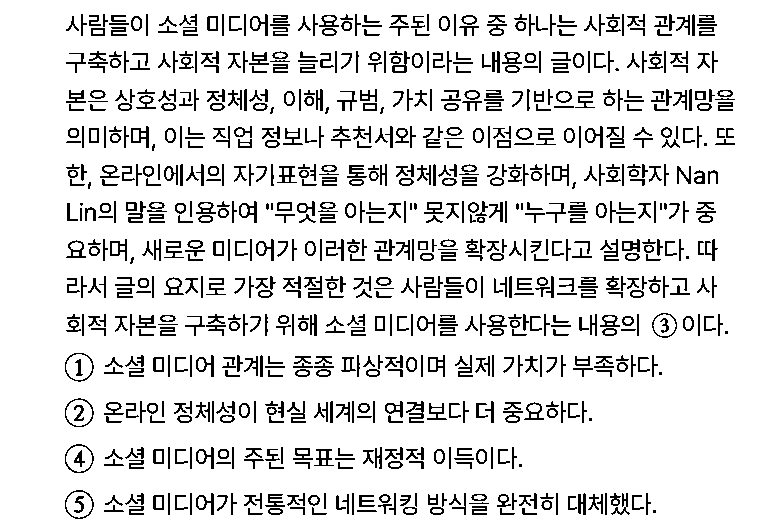 사람들이 소셜 미디어를 사용하는 주된 이유 중 하나는 사회적 관계를
구축하고 사회적 자본을 늘리기 위함이라는 내용의 글이다. 사회적 자
본은 상호성과 정체성, 이해, 규범, 가치 공유를 기반으로 하는 관계망을
의미하며, 이는 직업 정보나 추천서와 같은 이점으로 이어질 수 있다. 또
한, 온라인에서의 자기표현을 통해 정체성을 강화하며, 사회학자 Nan
Lin의 말을 인용하여 "무엇을 아는지" 못지않게 "누구를 아는지"가 중
요하며, 새로운 미디어가 이러한 관계망을 확장시킨다고 설명한다. 따
라서 글의 요지로 가장 적절한 것은 사람들이 네트워크를 확장하고 사
회적 자본을 구축하기 위해 소셜 미디어를 사용한다는 내용의 ③이다.
① 소셜 미디어 관계는 종종 파상적이며 실제 가치가 부족하다.
② 온라인 정체성이 현실 세계의 연결보다 더 중요하다.
④ 소셜 미디어의 주된 목표는 재정적 이득이다.
⑤ 소셜 미디어가 전통적인 네트워킹 방식을 완전히 대체했다.